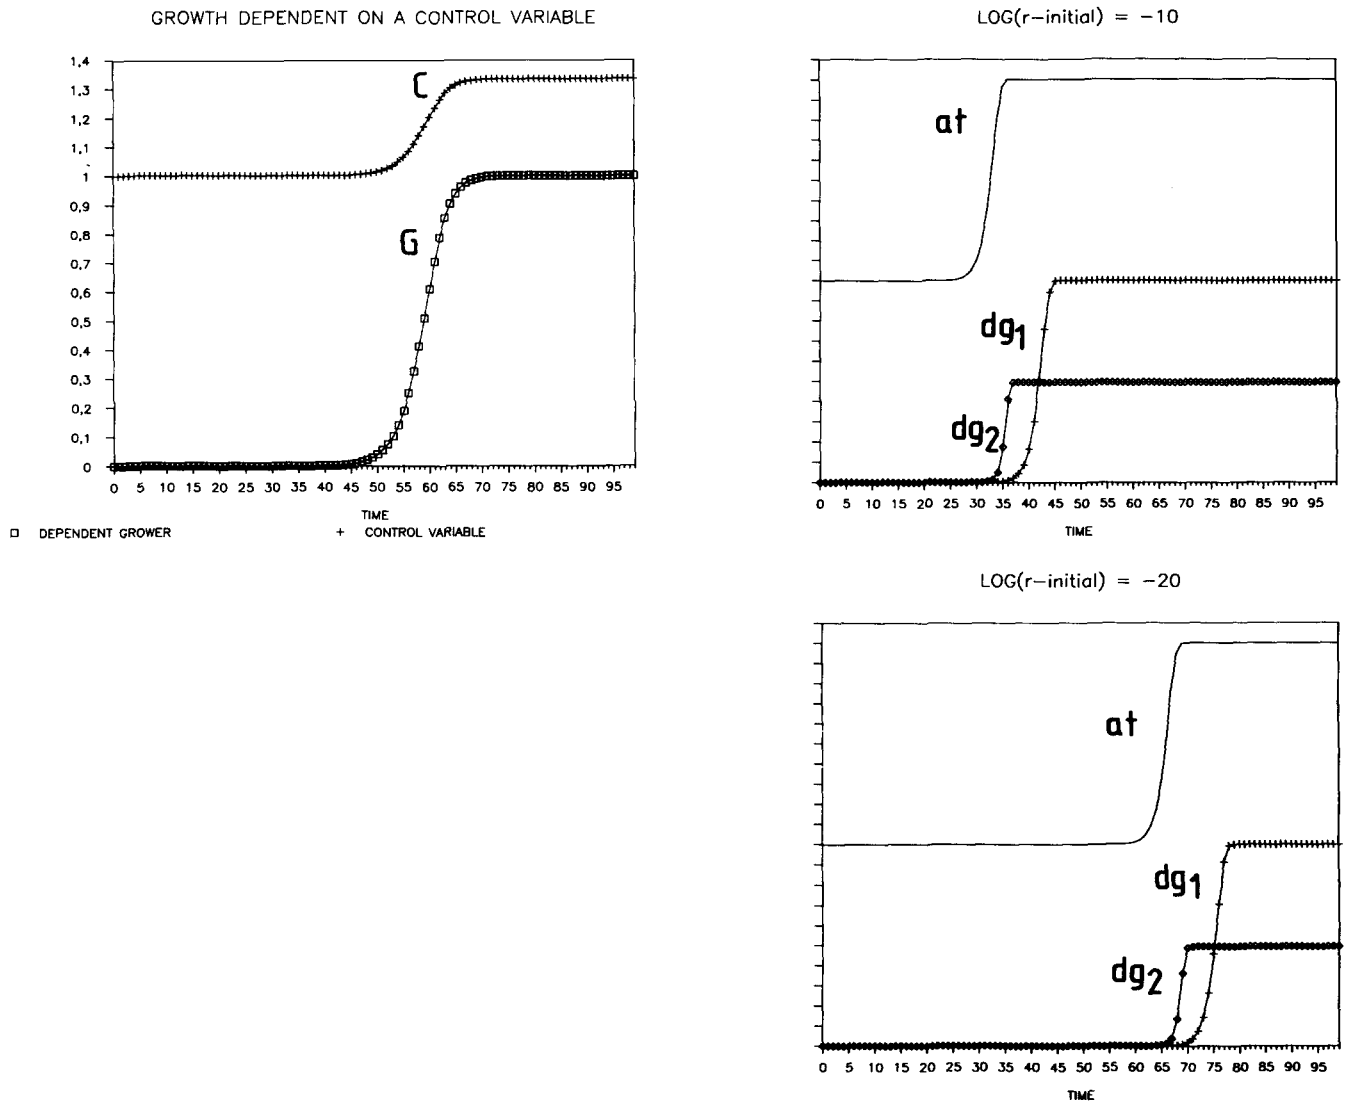 GROWTH DEPENDENT ON A CONTROL VARIABLE
1,4
1,3
1,2
1,1
1
0,9
0,8
0,7
0,6
0,5
0,4
0,3
0,2
0,1
0
C
G
0 5 10 15 20 25 30 35 40 45 50 55 60 65 70 75 80 85 90 95
TIME
DEPENDENT GROWER
CONTROL VARIABLE
LOG(r-initial) = -10
at
dg1
dg2
0 5 10 15 20 25 30 35 40 45 50 55 60 65 70 75 80 85 90 95
TIME
LOG(r-initial) = -20
at
dg1
dg2
0 5 10 15 20 25 30 35 40 45 50 55 60 65 70 75 80 85 90 95
TIME